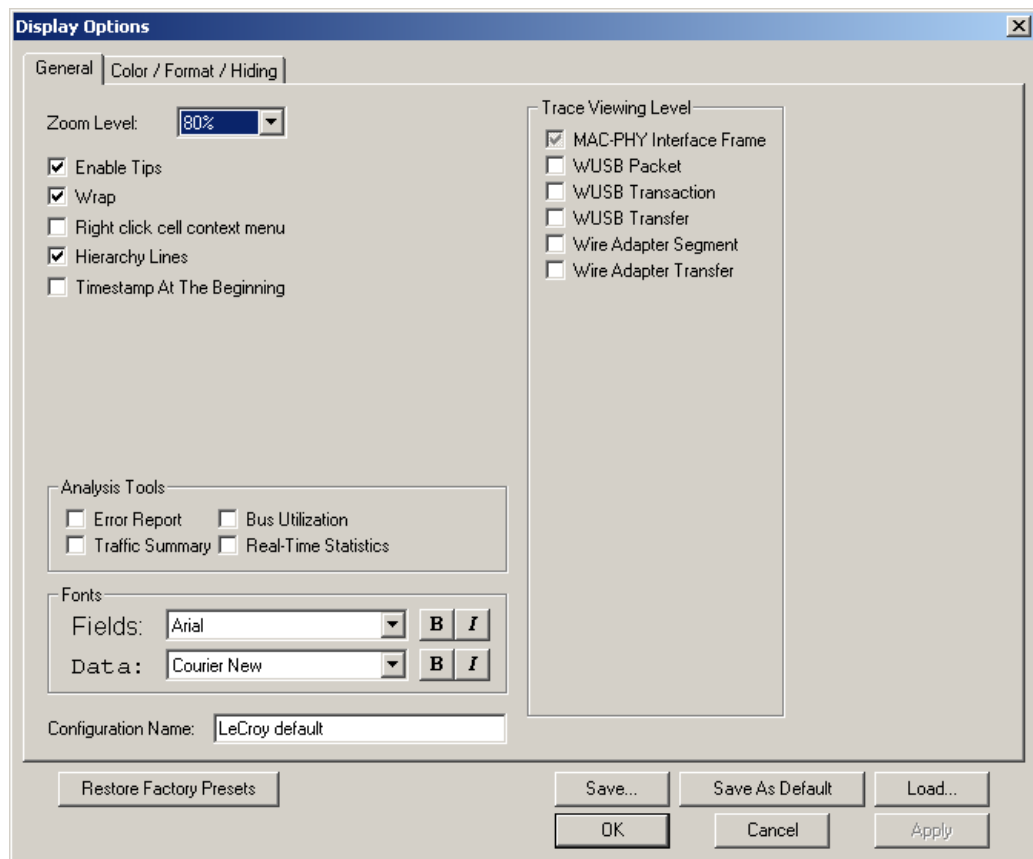 Display Options
General
Color / Format / Hiding
Zoom Level: 80%
Enable Tips
Wrap
Right click cell context menu
Hierarchy Lines
Timestamp At The Beginning
Trace Viewing Level
MAC-PHY Interface Frame
WUSB Packet
WUSB Transaction
WUSB Transfer
Wire Adapter Segment
Wire Adapter Transfer
Analysis Tools
Error Report Bus Utilization
Traffic Summary Real-Time Statistics
Fonts
Fields: Arial B I
Data: Courier New B I
Configuration Name: LeCroy default
Restore Factory Presets Save... Save As Default Load...
OK Cancel Apply